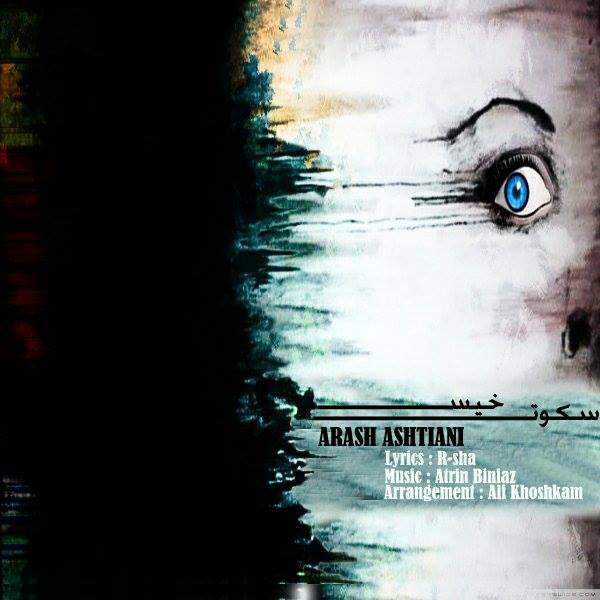 سکوت خیس
ARASH ASHTIANI
Lyrics : R-sha
Music : Atrin Biniaz
Arrangement : Ali Khoshkam